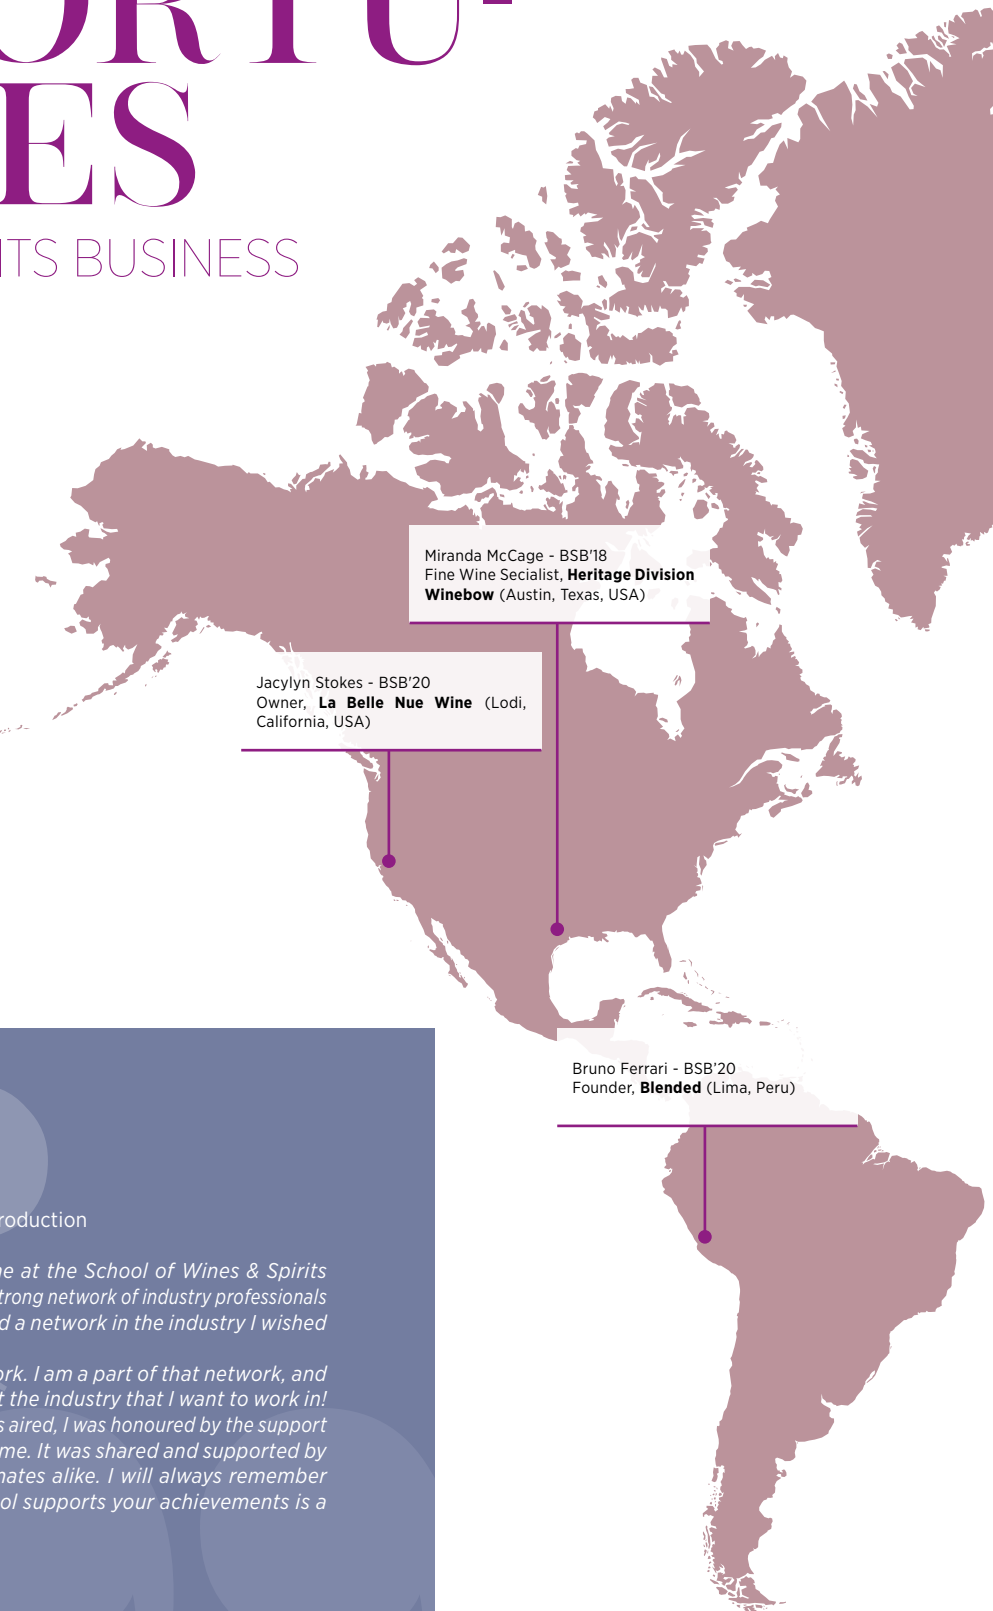 ORTU-
ES
ITS BUSINESS
Miranda McCage - BSB'18
Fine Wine Secialist, Heritage Division
Winebow (Austin, Texas, USA)
Jacylyn Stokes - BSB'20
Owner, La Belle Nue Wine (Lodi,
California, USA)
Bruno Ferrari - BSB'20
Founder, Blended (Lima, Peru)
roduction
e at the School of Wines & Spirits
trong network of industry professionals
d a network in the industry I wished
ork. I am a part of that network, and
t the industry that I want to work in!
s aired, I was honoured by the support
me. It was shared and supported by
nates alike. I will always remember
ol supports your achievements is a